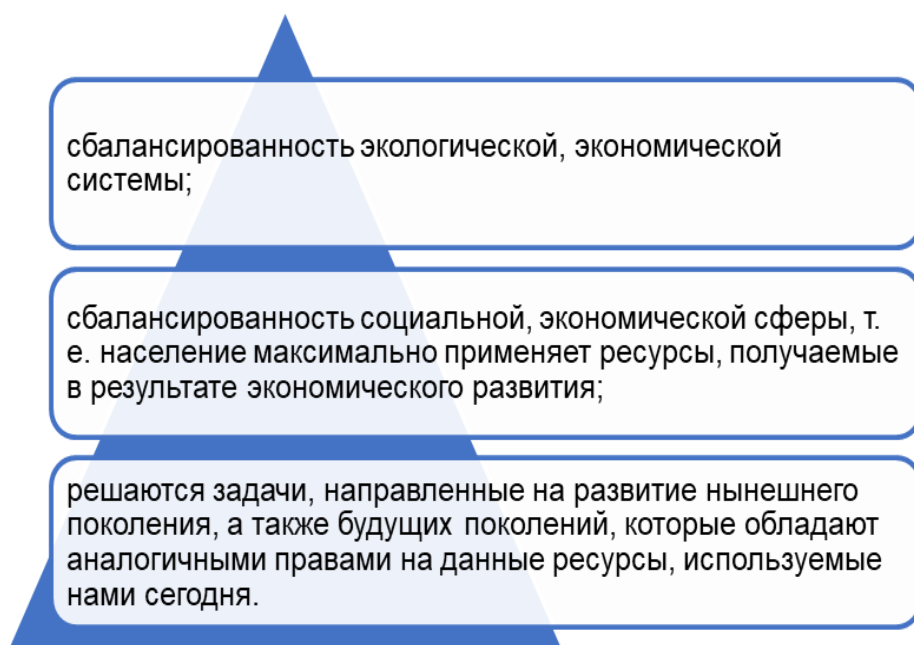 сбалансированность экологической, экономической
системы;
сбалансированность социальной, экономической сферы, т.
е. население максимально применяет ресурсы, получаемые
в результате экономического развития;
решаются задачи, направленные на развитие нынешнего
поколения, а также будущих поколений, которые обладают
аналогичными правами на данные ресурсы, используемые
нами сегодня.